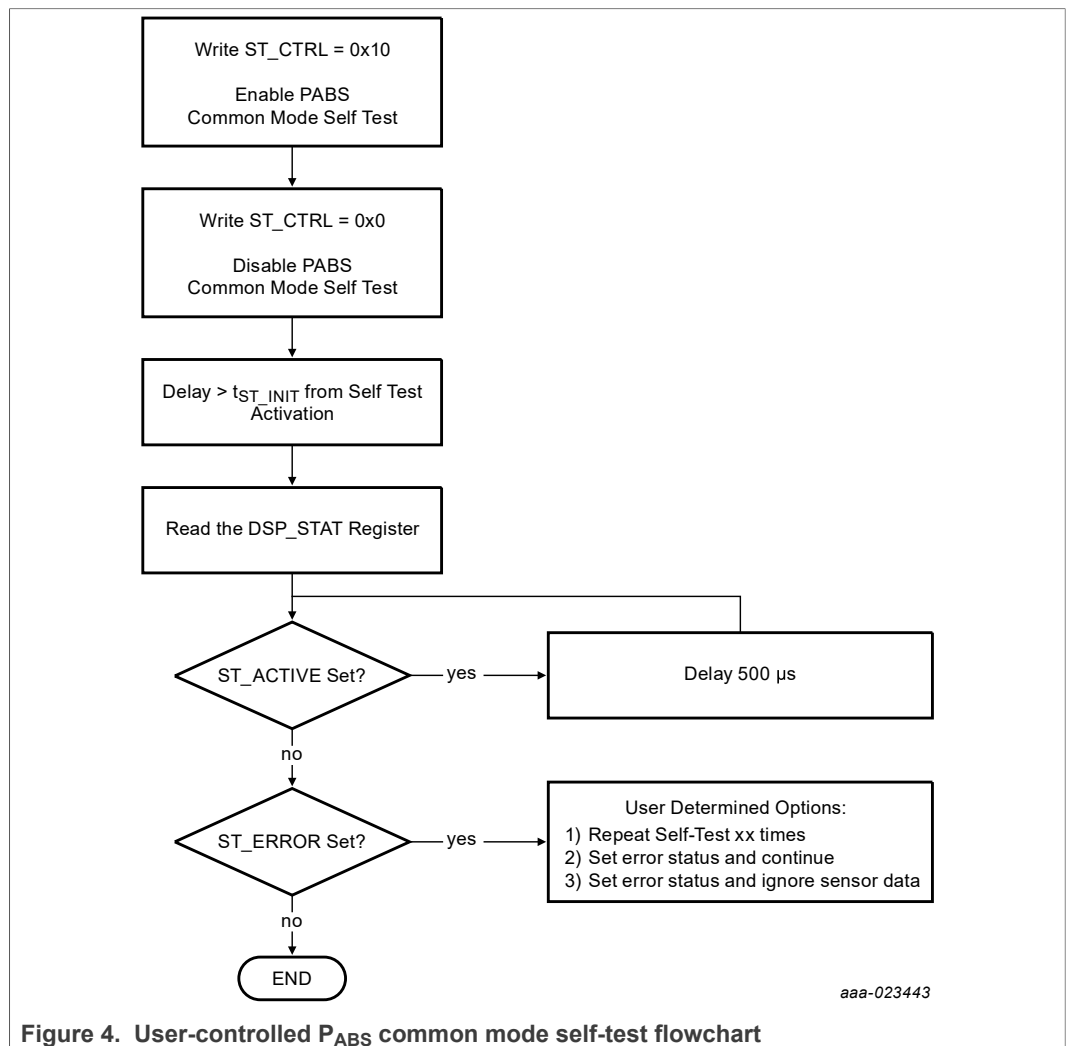 Write ST_CTRL = 0x10
Enable PABS
Common Mode Self Test
Write ST_CTRL = 0x0
Disable PABS
Common Mode Self Test
Delay > tST_INIT from Self Test
Activation
Read the DSP_STAT Register
ST_ACTIVE Set?
yes
Delay 500 µs
no
ST_ERROR Set?
yes
User Determined Options:
1) Repeat Self-Test xx times
2) Set error status and continue
3) Set error status and ignore sensor data
no
END
aaa-023443
Figure 4. User-controlled PABS common mode self-test flowchart